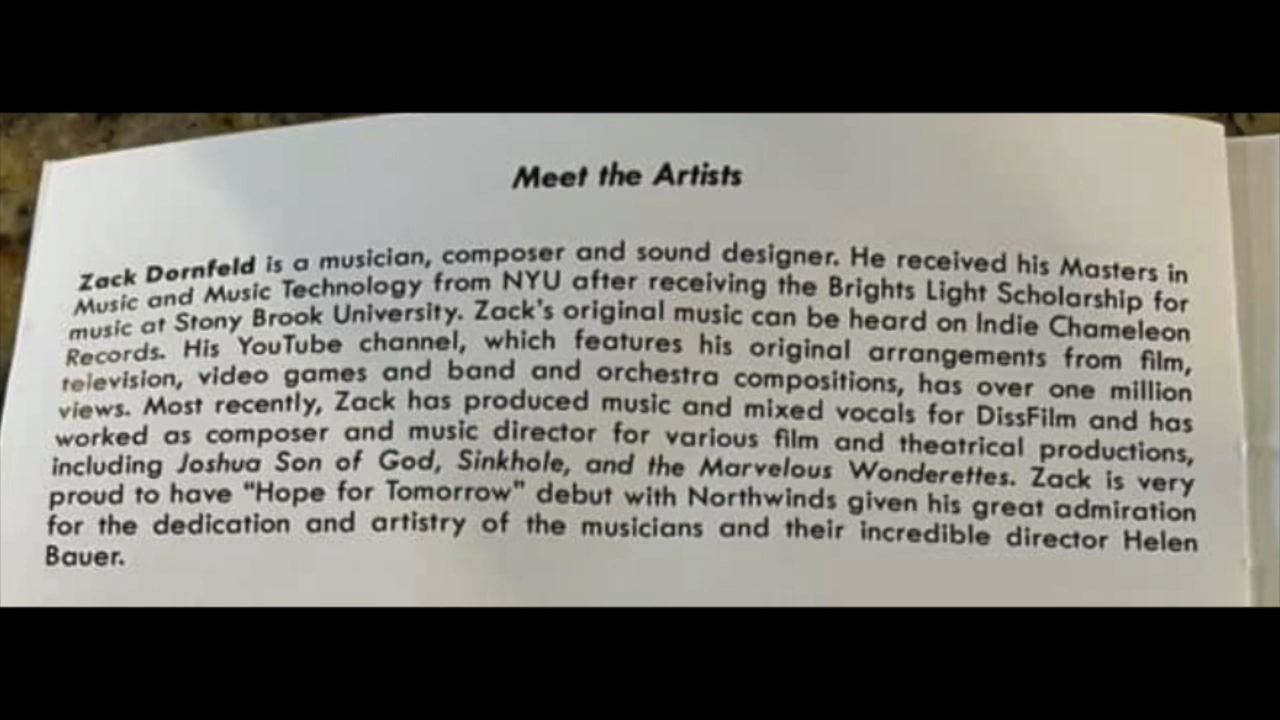 Meet the Artists
Zack Dornfeld is a musician, composer and sound designer. He received his Masters in
Music and Music Technology from NYU after receiving the Brights Light Scholarship for
music at Stony Brook University. Zack's original music can be heard on Indie Chameleon
Records. His YouTube channel, which features his original arrangements from film,
television, video games and band and orchestra compositions, has over one million
views. Most recently, Zack has produced music and mixed vocals for DissFilm and has
worked as composer and music director for various film and theatrical productions,
including Joshua Son of God, Sinkhole, and the Marvelous Wonderettes. Zack is very
proud to have "Hope for Tomorrow" debut with Northwinds given his great admiration
for the dedication and artistry of the musicians and their incredible director Helen
Bauer.